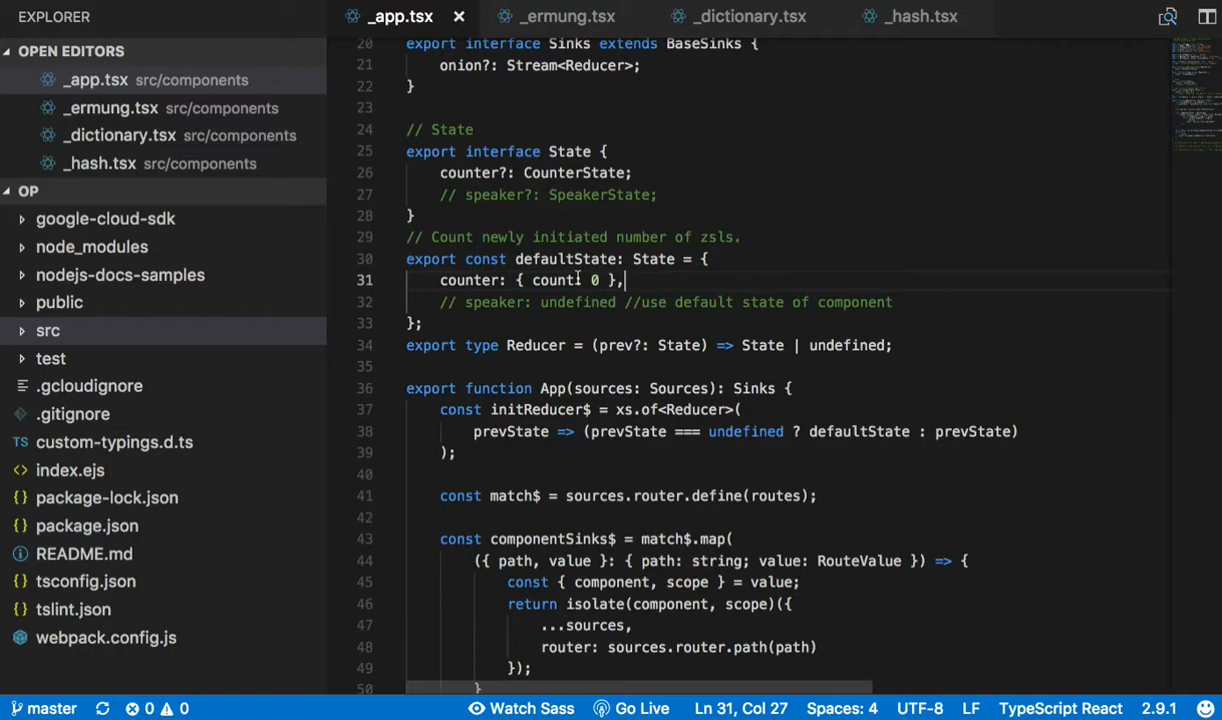 EXPLORER
OPEN EDITORS
_app.tsx src/components
_ermung.tsx src/components
_dictionary.tsx src/components
_hash.tsx src/components
OP
google-cloud-sdk
node_modules
nodejs-docs-samples
public
src
test
.gcloudignore
.gitignore
TS custom-typings.d.ts
index.ejs
{} package-lock.json
{} package.json
README.md
{} tsconfig.json
{} tslint.json
webpack.config.js
_app.tsx _ermung.tsx _dictionary.tsx _hash.tsx
20 export interface Sinks extends BaseSinks {
21 onion?: Stream<Reducer>;
22 }
23
24 // State
25 export interface State {
26 counter?: CounterState;
27 // speaker?: SpeakerState;
28 }
29 // Count newly initiated number of zsls.
30 export const defaultState: State = {
31 counter: { count: 0 },
32 // speaker: undefined //use default state of component
33 };
34 export type Reducer = (prev?: State) => State | undefined;
35
36 export function App(sources: Sources): Sinks {
37 const initReducer$ = xs.of<Reducer>(
38 prevState => (prevState === undefined ? defaultState : prevState)
39 );
40
41 const match$ = sources.router.define(routes);
42
43 const componentSinks$ = match$.map(
44 ({ path, value }: { path: string; value: RouteValue }) => {
45 const { component, scope } = value;
46 return isolate(component, scope)({
47 ...sources,
48 router: sources.router.path(path)
49 });
50 }
master 0 0 Watch Sass Go Live Ln 31, Col 27 Spaces: 4 UTF-8 LF TypeScript React 2.9.1